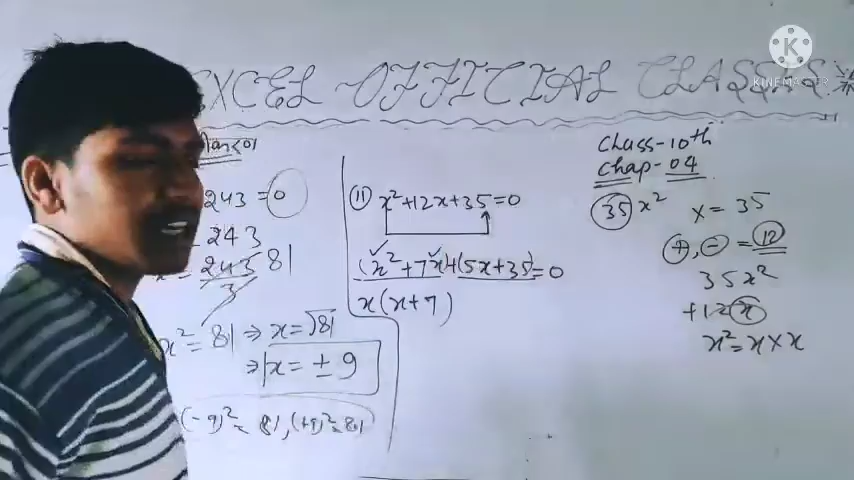 EXCEL OFFICIAL CLASSES
KINEMASTER
243 = 0
243
243 81
3
x² = 81 ⇒ x = √81
⇒ x = ± 9
(-9)² = 81, (+9)² = 81
(11) x² + 12x + 35 = 0
(x² + 7x) + (5x + 35) = 0
x(x + 7)
Class-10th
Chap-04
35 x²
x = 35
+, - = 12
35x²
+12x
x² = x × x